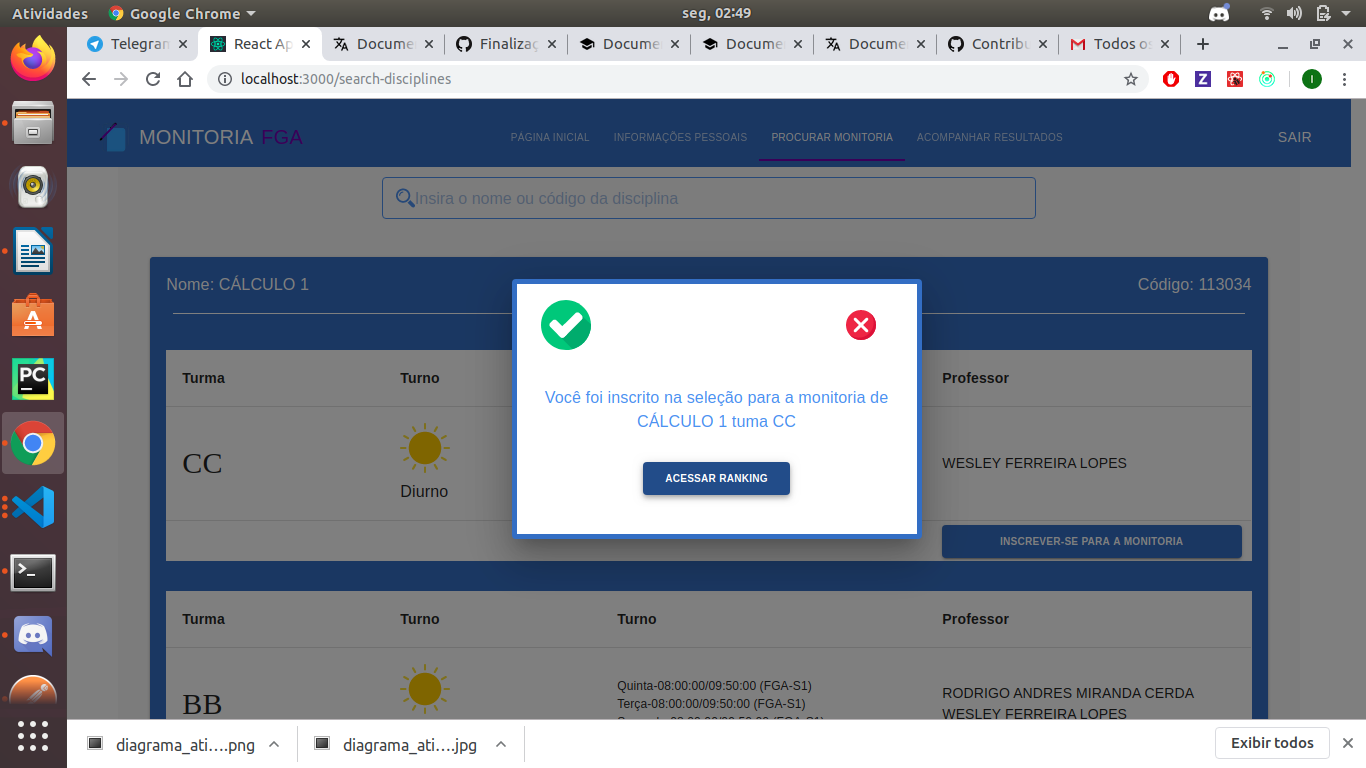 Atividades Google Chrome seg, 02:49
Telegram React Ap Docume Finalizaç Docume Docume Docume Contribu Todos os
localhost:3000/search-disciplines
MONITORIA FGA PÁGINA INICIAL INFORMAÇÕES PESSOAIS PROCURAR MONITORIA ACOMPANHAR RESULTADOS SAIR
Insira o nome ou código da disciplina
Nome: CÁLCULO 1 Código: 113034
Você foi inscrito na seleção para a monitoria de
CÁLCULO 1 tuma CC
ACESSAR RANKING
Turma Turno Professor
CC Diurno WESLEY FERREIRA LOPES
INSCREVER-SE PARA A MONITORIA
Turma Turno Turno Professor
BB
Quinta-08:00:00/09:50:00 (FGA-S1)
Terça-08:00:00/09:50:00 (FGA-S1)
RODRIGO ANDRES MIRANDA CERDA
WESLEY FERREIRA LOPES
diagrama_ati....png diagrama_ati....jpg Exibir todos